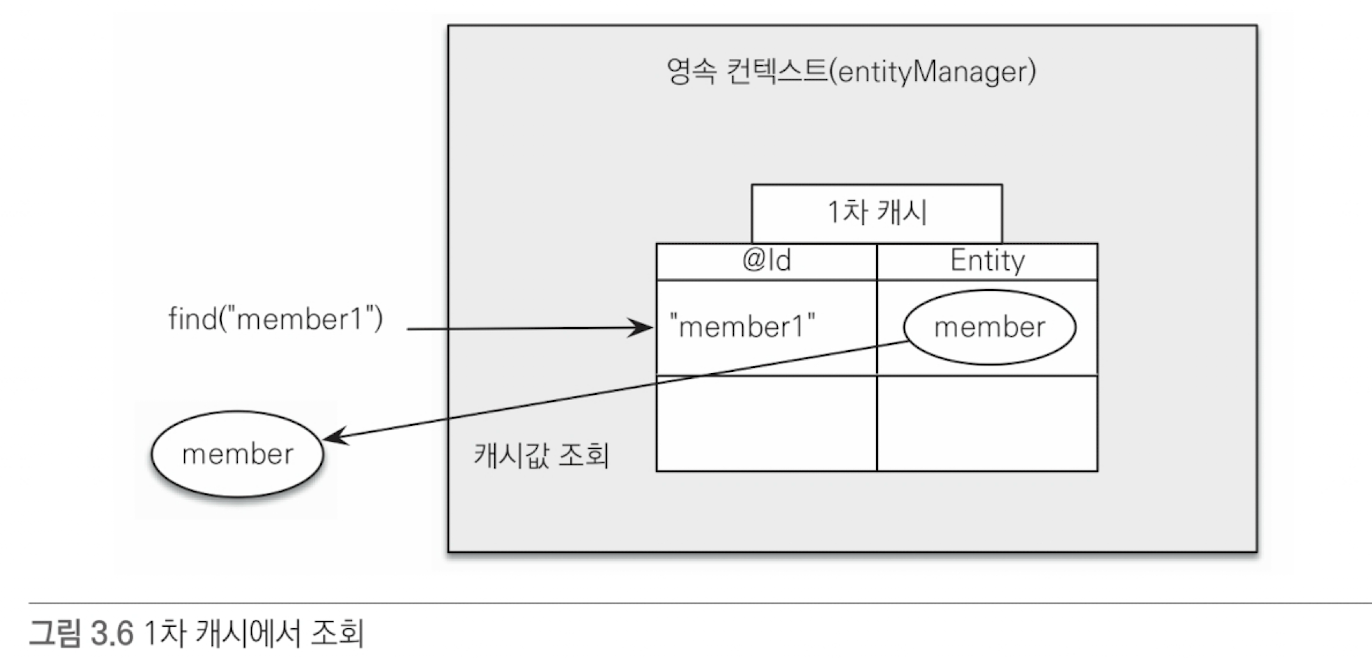 영속 컨텍스트(entityManager)
1차 캐시
@Id Entity
find("member1")
"member1" member
member
캐시값 조회
그림 3.6 1차 캐시에서 조회